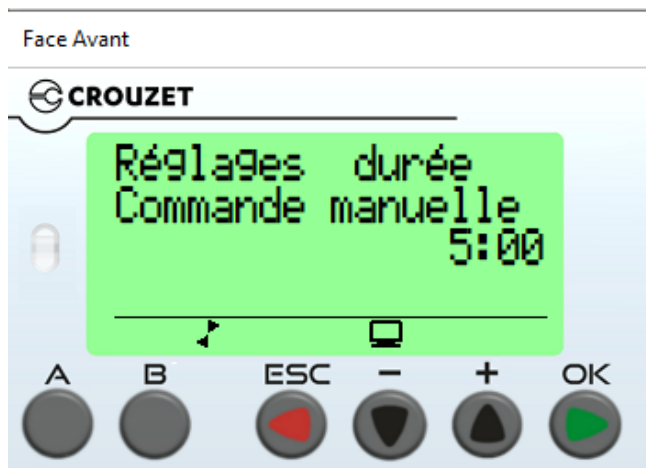 Face Avant
CROUZET
Réglages durée
Commande manuelle
5:00
A B ESC - + OK